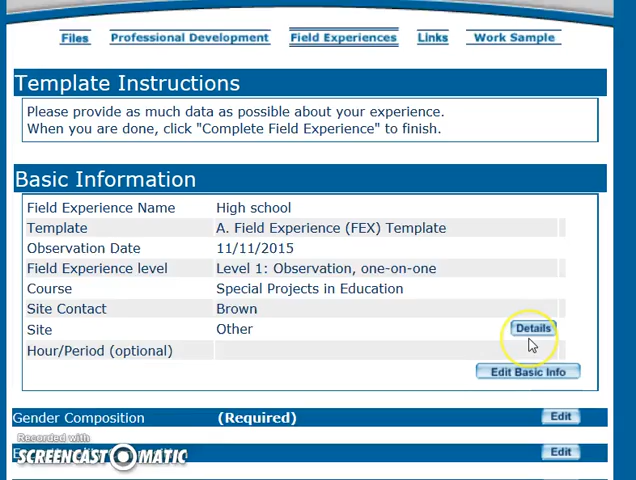 Files Professional Development Field Experiences Links Work Sample
Template Instructions
Please provide as much data as possible about your experience.
When you are done, click "Complete Field Experience" to finish.
Basic Information
Field Experience Name High school
Template A. Field Experience (FEX) Template
Observation Date 11/11/2015
Field Experience level Level 1: Observation, one-on-one
Course Special Projects in Education
Site Contact Brown
Site Other Details
Hour/Period (optional)
Edit Basic Info
Gender Composition (Required) Edit
Recorded with
SCREENCAST-O-MATIC
Edit